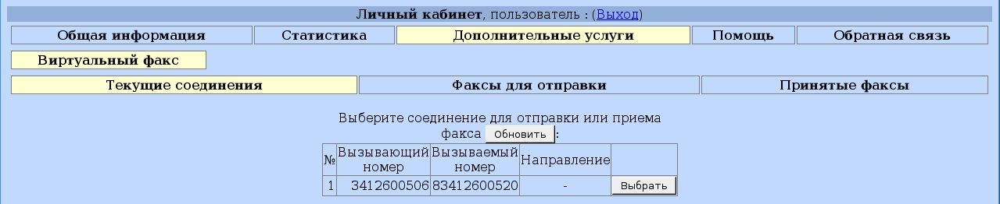 Личный кабинет, пользователь : (Выход)
Общая информация Статистика Дополнительные услуги Помощь Обратная связь
Виртуальный факс
Текущие соединения Факсы для отправки Принятые факсы
Выберите соединение для отправки или приема
факса Обновить :
№ Вызывающий номер Вызываемый номер Направление
1 3412600506 83412600520 - Выбрать